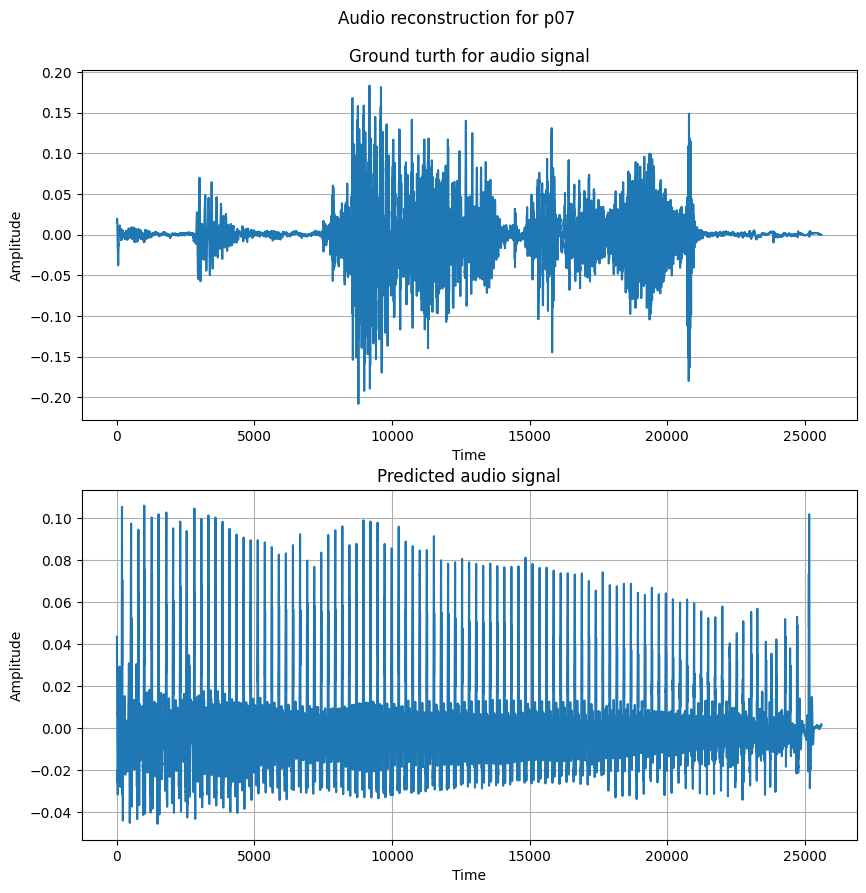 Audio reconstruction for p07
Ground turth for audio signal
0.20
0.15
0.10
0.05
0.00
−0.05
−0.10
−0.15
−0.20
Amplitude
0 5000 10000 15000 20000 25000
Time
Predicted audio signal
0.10
0.08
0.06
0.04
0.02
0.00
−0.02
−0.04
Amplitude
0 5000 10000 15000 20000 25000
Time